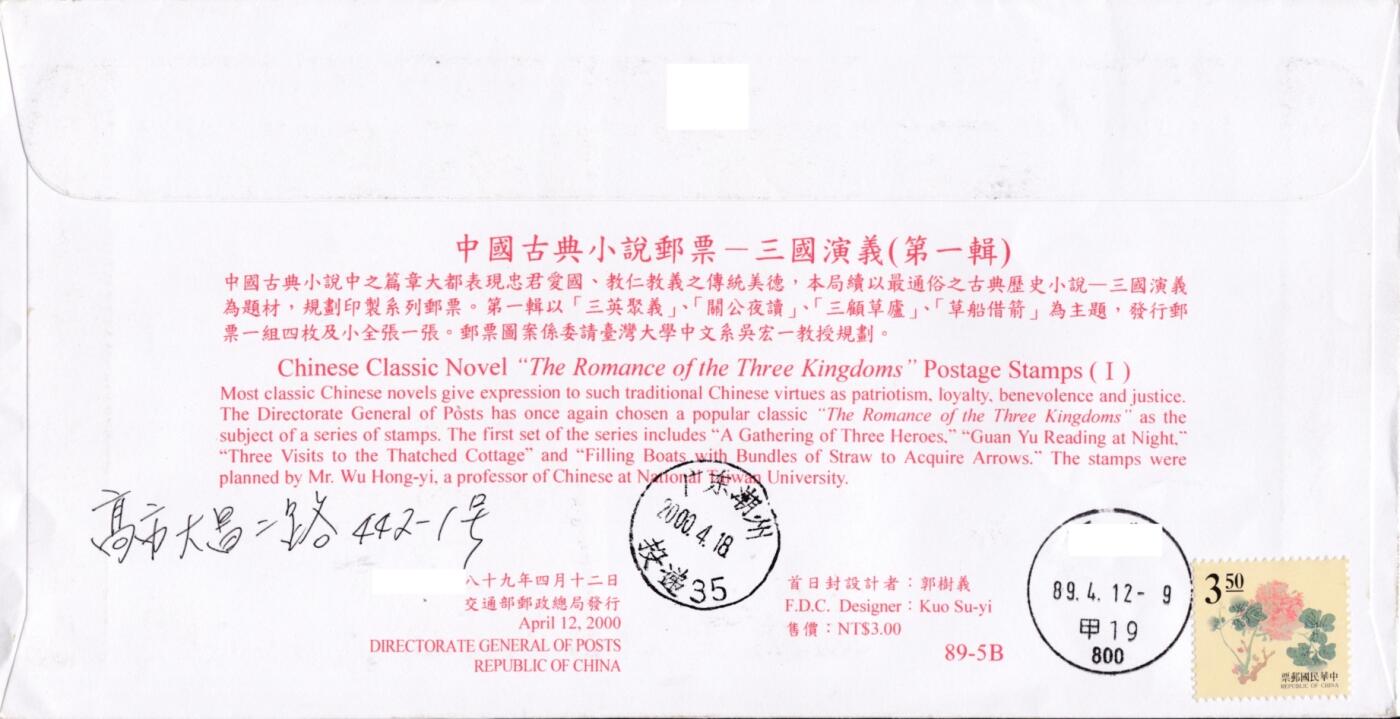 中國古典小說郵票－三國演義(第一輯)
中國古典小說中之篇章大都表現忠君愛國、教仁教義之傳統美德，本局續以最通俗之古典歷史小說—三國演義
為題材，規劃印製系列郵票。第一輯以「三英聚義」、「關公夜讀」、「三顧草廬」、「草船借箭」為主題，發行郵
票一組四枚及小全張一張。郵票圖案係委請臺灣大學中文系吳宏一教授規劃。
Chinese Classic Novel “The Romance of the Three Kingdoms” Postage Stamps ( I )
Most classic Chinese novels give expression to such traditional Chinese virtues as patriotism, loyalty, benevolence and justice.
The Directorate General of Posts has once again chosen a popular classic “The Romance of the Three Kingdoms” as the
subject of a series of stamps. The first set of the series includes “A Gathering of Three Heroes,” “Guan Yu Reading at Night,”
“Three Visits to the Thatched Cottage” and “Filling Boats with Bundles of Straw to Acquire Arrows.” The stamps were
planned by Mr. Wu Hong-yi, a professor of Chinese at National Taiwan University.
高市大昌二路442-1号
广东潮州
2000.4.18
投递35
八十九年四月十二日
交通部郵政總局發行
April 12, 2000
DIRECTORATE GENERAL OF POSTS
REPUBLIC OF CHINA
首日封設計者：郭樹義
F.D.C. Designer：Kuo Su-yi
售價：NT$3.00
89-5B
89.4.12-9
甲19
800
3.50
票郵國民華中
REPUBLIC OF CHINA